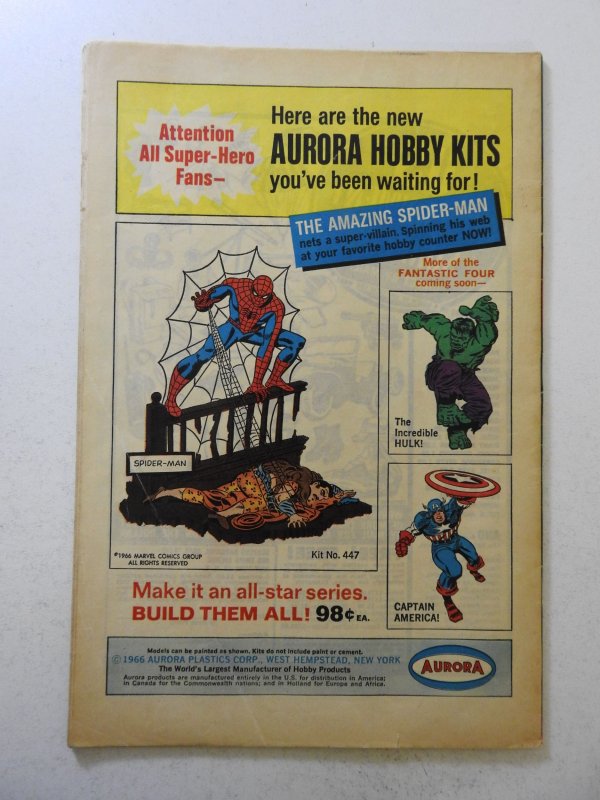 Attention
All Super-Hero
Fans—
Here are the new
AURORA HOBBY KITS
you've been waiting for!
THE AMAZING SPIDER-MAN
nets a super-villain. Spinning his web
at your favorite hobby counter NOW!
More of the
FANTASTIC FOUR
coming soon—
SPIDER-MAN
The
Incredible
HULK!
©1966 MARVEL COMICS GROUP
ALL RIGHTS RESERVED
Kit No. 447
CAPTAIN
AMERICA!
Make it an all-star series.
BUILD THEM ALL! 98¢ EA.
Models can be painted as shown. Kits do not include paint or cement.
© 1966 AURORA PLASTICS CORP., WEST HEMPSTEAD, NEW YORK
The World's Largest Manufacturer of Hobby Products
Aurora products are manufactured entirely in the U.S. for distribution in America;
in Canada for the Commonwealth nations; and in Holland for Europe and Africa.
AURORA